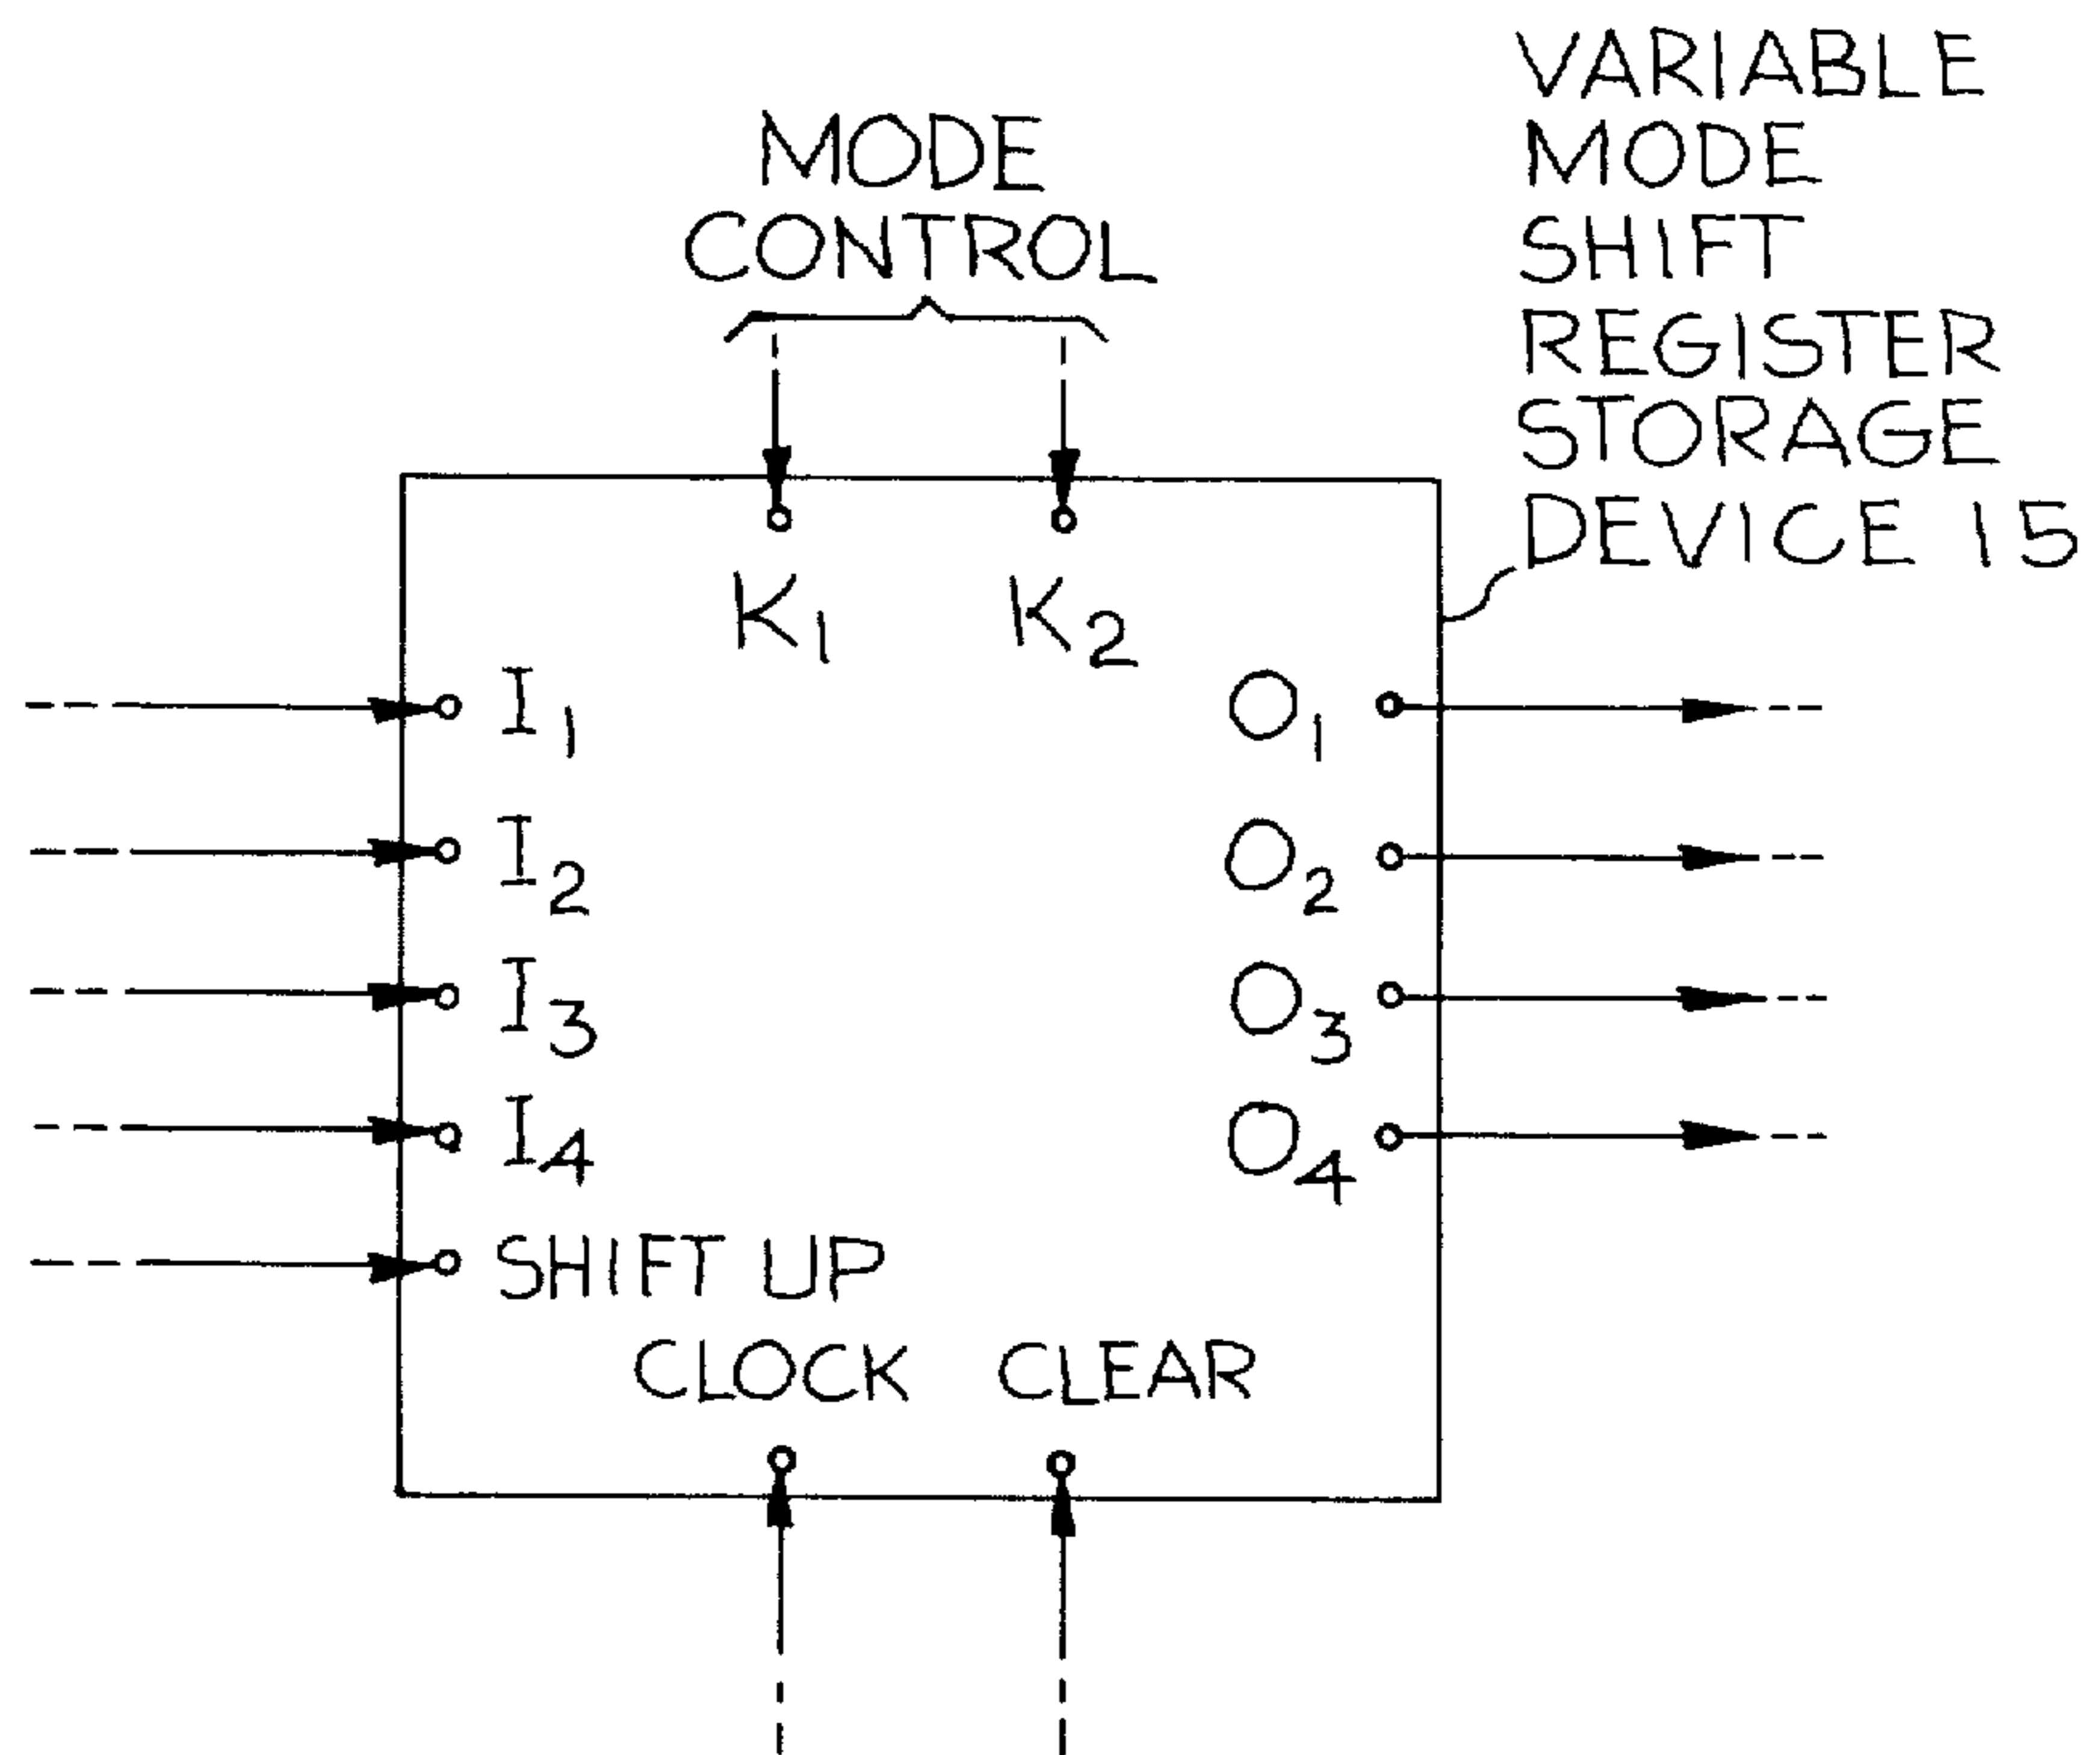 VARIABLE
MODE
SHIFT
REGISTER
STORAGE
DEVICE 15
MODE
CONTROL
K1 K2
I1 O1
I2 O2
I3 O3
I4 O4
SHIFT UP
CLOCK CLEAR